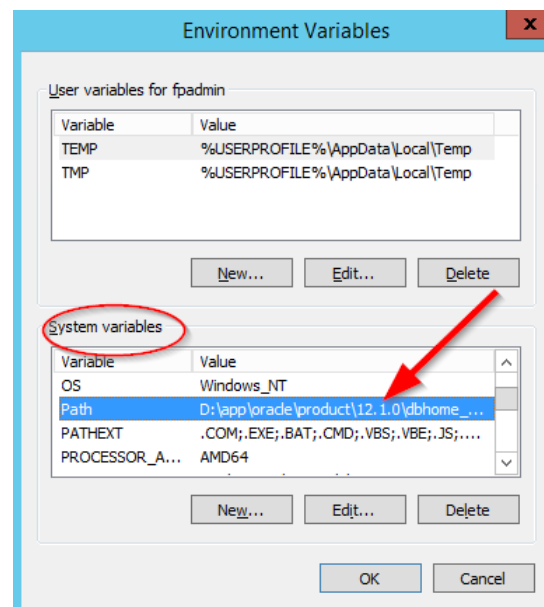 Environment Variables
x
User variables for fpadmin
Variable Value
TEMP %USERPROFILE%\AppData\Local\Temp
TMP %USERPROFILE%\AppData\Local\Temp
New... Edit... Delete
System variables
Variable Value
OS Windows_NT
Path D:\app\oracle\product\12.1.0\dbhome_...
PATHEXT .COM;.EXE;.BAT;.CMD;.VBS;.VBE;.JS;....
PROCESSOR_A... AMD64
New... Edit... Delete
OK Cancel